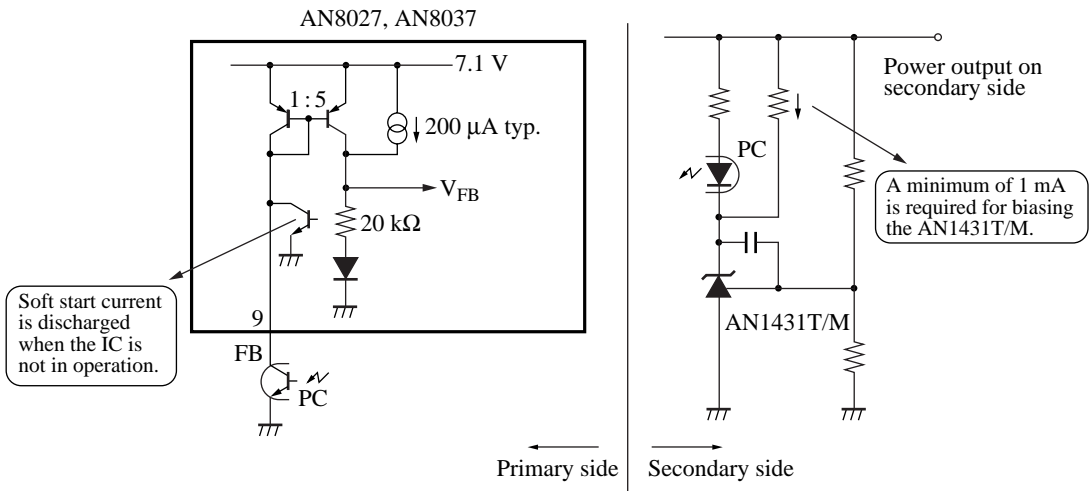 AN8027, AN8037
7.1 V
1 : 5
200 µA typ.
V_FB
20 kΩ
Soft start current
is discharged
when the IC is
not in operation.
9
FB
PC
Primary side
Power output on
secondary side
PC
A minimum of 1 mA
is required for biasing
the AN1431T/M.
AN1431T/M
Secondary side